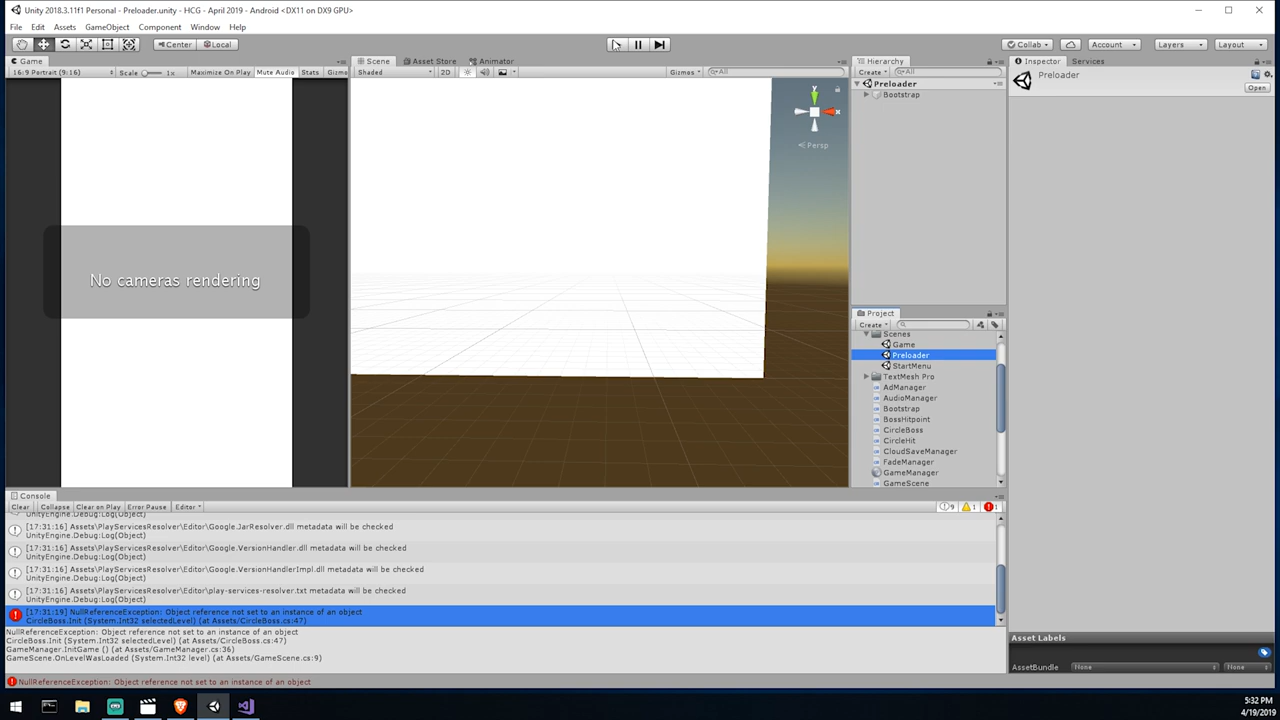 Unity 2018.3.11f1 Personal - Preloader.unity - HCG - April 2019 - Android <DX11 on DX9 GPU>
File Edit Assets GameObject Component Window Help
Center Local Collab Account Layers Layout
Game
16:9 Portrait (9:16) Scale 1x Maximize On Play Mute Audio Stats Gizmos
Scene Asset Store Animator
Shaded 2D Gizmos All
Y
X
Persp
No cameras rendering
Hierarchy
Create All
Preloader
Bootstrap
Project
Create
Scenes
Game
Preloader
StartMenu
TextMesh Pro
AdManager
AudioManager
Bootstrap
BossHitpoint
CircleBoss
CircleHit
CloudSaveManager
FadeManager
GameManager
GameScene
Inspector Services
Preloader
Open
Asset Labels
AssetBundle None None
Console
Clear Collapse Clear on Play Error Pause Editor 9 1 1
UnityEngine.Debug:Log(Object)
[17:31:16] Assets\PlayServicesResolver\Editor\Google.JarResolver.dll metadata will be checked
UnityEngine.Debug:Log(Object)
[17:31:16] Assets\PlayServicesResolver\Editor\Google.VersionHandler.dll metadata will be checked
UnityEngine.Debug:Log(Object)
[17:31:16] Assets\PlayServicesResolver\Editor\Google.VersionHandlerImpl.dll metadata will be checked
UnityEngine.Debug:Log(Object)
[17:31:16] Assets\PlayServicesResolver\Editor\play-services-resolver.txt metadata will be checked
UnityEngine.Debug:Log(Object)
[17:31:19] NullReferenceException: Object reference not set to an instance of an object
CircleBoss.Init (System.Int32 selectedLevel) (at Assets/CircleBoss.cs:47)
NullReferenceException: Object reference not set to an instance of an object
CircleBoss.Init (System.Int32 selectedLevel) (at Assets/CircleBoss.cs:47)
GameManager.InitGame () (at Assets/GameManager.cs:36)
GameScene.OnLevelWasLoaded (System.Int32 level) (at Assets/GameScene.cs:9)
NullReferenceException: Object reference not set to an instance of an object
5:32 PM
4/19/2019